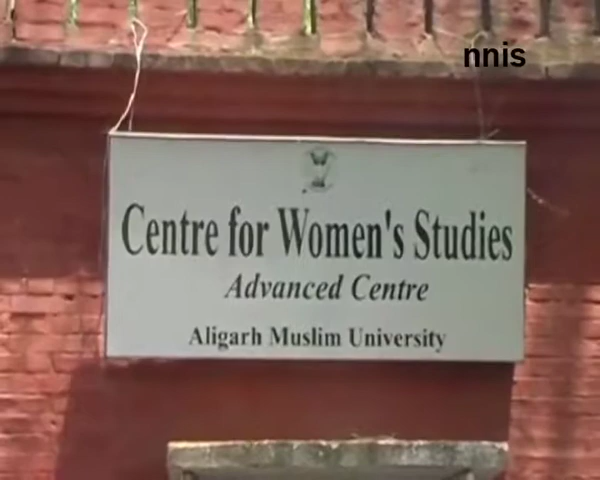 nnis
Centre for Women's Studies
Advanced Centre
Aligarh Muslim University